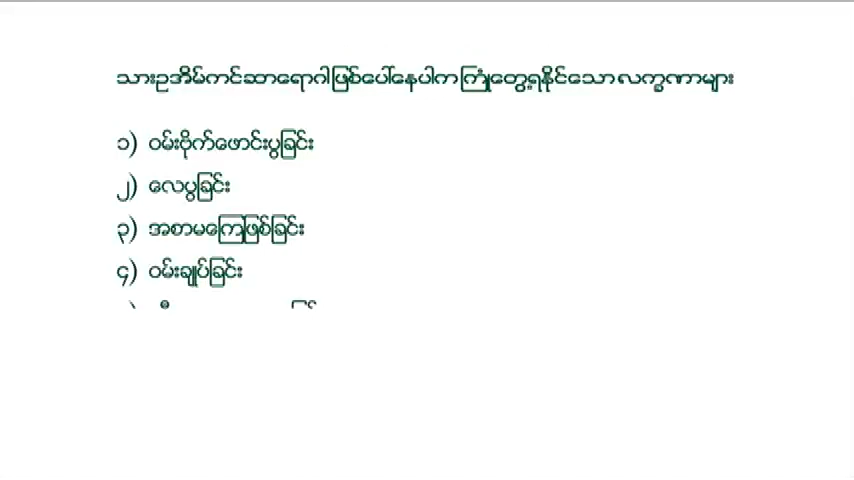 သားဥအိမ်ကင်ဆာရောဂါဖြစ်ပေါ်နေပါက ကြုံတွေ့ရနိုင်သော လက္ခဏာများ
၁) ဝမ်းဗိုက်ဖောင်းပွခြင်း
၂) လေပွခြင်း
၃) အစာမကြေဖြစ်ခြင်း
၄) ဝမ်းချုပ်ခြင်း